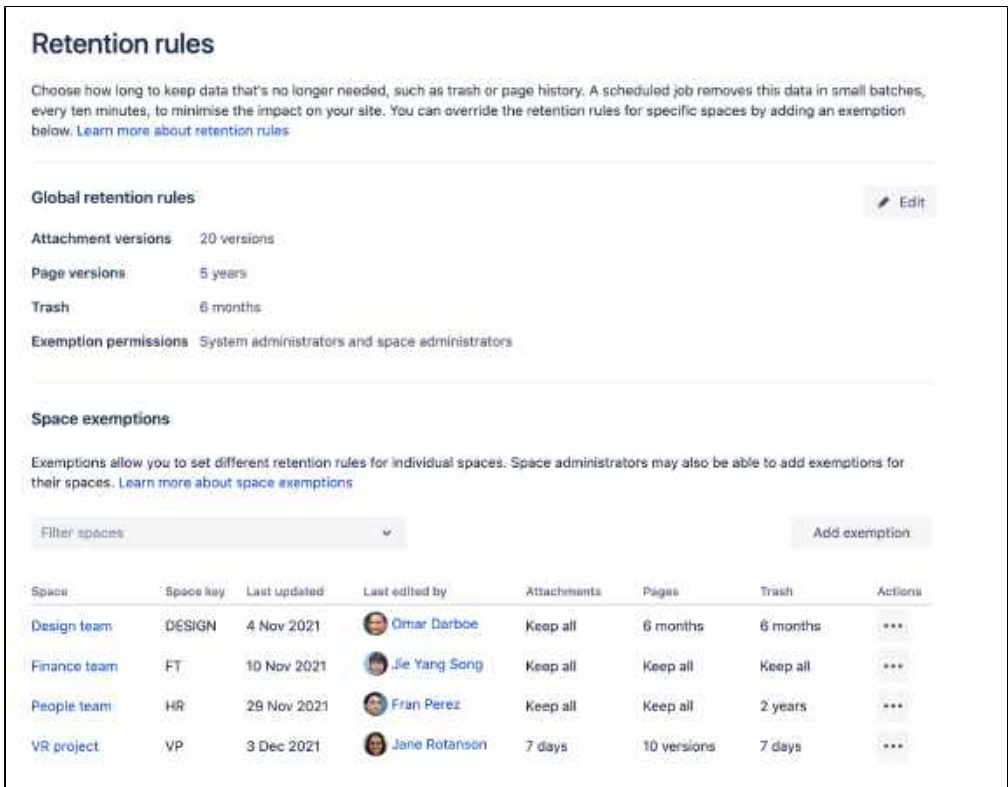 Retention rules
Choose how long to keep data that's no longer needed, such as trash or page history. A scheduled job removes this data in small batches,
every ten minutes, to minimise the impact on your site. You can override the retention rules for specific spaces by adding an exemption
below. Learn more about retention rules
Global retention rules
Edit
Attachment versions 20 versions
Page versions 5 years
Trash 6 months
Exemption permissions System administrators and space administrators
Space exemptions
Exemptions allow you to set different retention rules for individual spaces. Space administrators may also be able to add exemptions for
their spaces. Learn more about space exemptions
Filter spaces Add exemption
Space Space key Last updated Last edited by Attachments Pages Trash Actions
Design team DESIGN 4 Nov 2021 Omar Darboe Keep all 6 months 6 months
Finance team FT 10 Nov 2021 Jie Yang Song Keep all Keep all Keep all
People team HR 29 Nov 2021 Fran Perez Keep all Keep all 2 years
VR project VP 3 Dec 2021 Jane Rotanson 7 days 10 versions 7 days